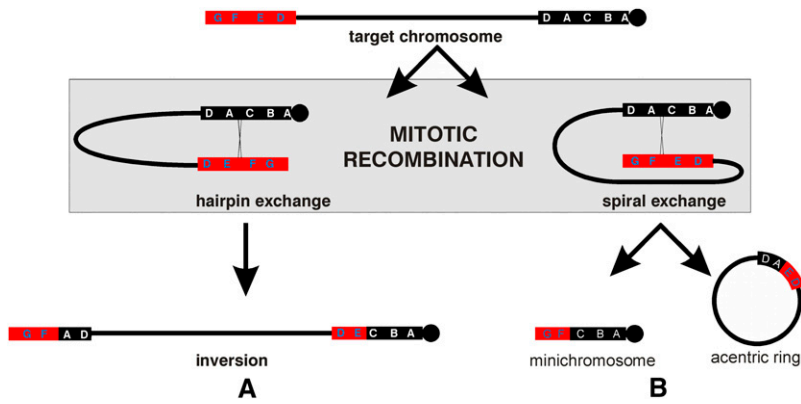 G F E D D A C B A
target chromosome
D A C B A D A C B A
MITOTIC
RECOMBINATION
D E F G G F E D
hairpin exchange spiral exchange
D A E D
G F A D D E C B A G F C B A
inversion minichromosome acentric ring
A B